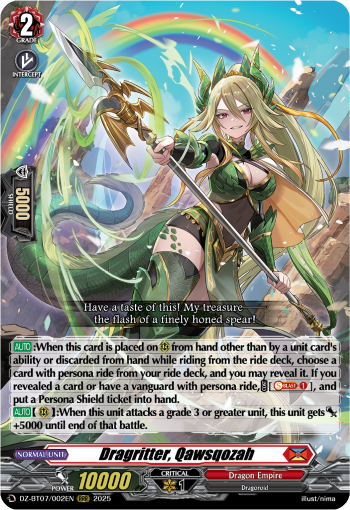 2
GRADE
INTERCEPT
5000
SHIELD
Have a taste of this! My treasure
the flash of a finely honed spear!
AUTO:When this card is placed on from hand other than by a unit card's
ability or discarded from hand while riding from the ride deck, choose a
card with persona ride from your ride deck, and you may reveal it. If you
revealed a card or have a vanguard with persona ride, [BLAST 1], and
put a Persona Shield ticket into hand.
AUTO【 】:When this unit attacks a grade 3 or greater unit, this unit gets
+5000 until end of that battle.
NORMAL UNIT
Dragritter, Qawsqozah
POWER
10000
CRITICAL
1
Dragon Empire
Dragoroid
D-BT07/002EN RRR 2025
illust/nima